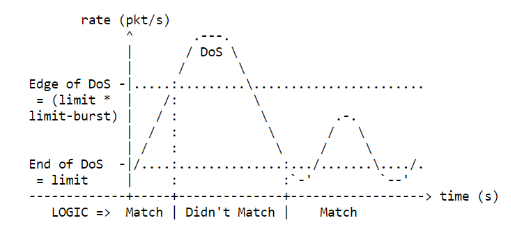 rate (pkt/s)
DoS
Edge of DoS
= (limit *
limit-burst)
End of DoS
= limit
time (s)
LOGIC => Match | Didn't Match | Match